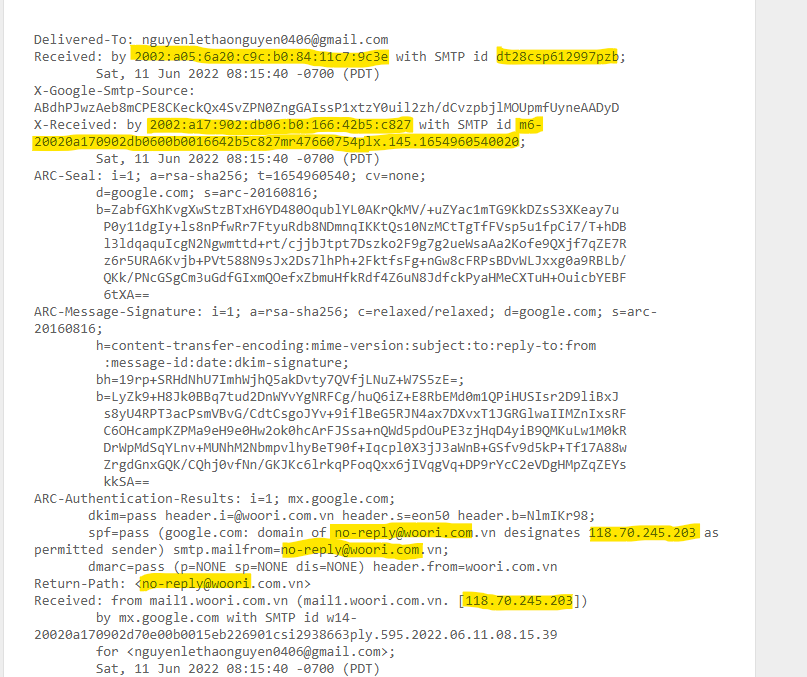 Delivered-To: nguyenlethaonguyen0406@gmail.com
Received: by 2002:a05:6a20:c9c:b0:84:11c7:9c3e with SMTP id dt28csp612997pzb;
Sat, 11 Jun 2022 08:15:40 -0700 (PDT)
X-Google-Smtp-Source:
ABdhPJwzAeb8mCPE8CKeckQx4SvZPN0ZngGAIssP1xtzY0uil2zh/dCvzpbjlMOUpmfUyneAADyD
X-Received: by 2002:a17:902:db06:b0:166:42b5:c827 with SMTP id m6-
20020a170902db0600b0016642b5c827mr47660754plx.145.1654960540020;
Sat, 11 Jun 2022 08:15:40 -0700 (PDT)
ARC-Seal: i=1; a=rsa-sha256; t=1654960540; cv=none;
d=google.com; s=arc-20160816;
b=ZabfGXhKvgXwStzBTxH6YD480OqublYL0AKrQkMV/+uZYac1mTG9KkDZsS3XKeay7u
P0y11dgIy+ls8nPfwRr7FtyuRdb8NDmnqIKKtQs10NzMCtTgTfFVsp5u1fpCi7/T+hDB
l3ldqaquIcgN2Ngwmttd+rt/cjjbJtpt7Dszko2F9g7g2ueWsaAa2Kofe9QXjf7qZE7R
z6r5URA6Kvjb+PVt588N9sJx2Ds7lhPh+2FktfsFg+nGw8cFRPsBDvWLJxxg0a9RBLb/
QKk/PNcGSgCm3uGdfGIxmQOefxZbmuHfkRdf4Z6uN8JdfckPyaHMeCXTuH+OuicbYEBF
6tXA==
ARC-Message-Signature: i=1; a=rsa-sha256; c=relaxed/relaxed; d=google.com; s=arc-
20160816;
h=content-transfer-encoding:mime-version:subject:to:reply-to:from
:message-id:date:dkim-signature;
bh=19rp+SRHdNhU7ImhWjhQ5akDvty7QVfjLNuZ+W7S5zE=;
b=LyZk9+H8Jk0BBq7tud2DnWYvYgNRFCg/huQ6iZ+E8RbEMd0m1QPiHUSIsr2D9liBxJ
s8yU4RPT3acPsmVBvG/CdtCsgoJYv+9iflBeG5RJN4ax7DXvxT1JGRGlwaIIMZnIxsRF
C6OHcampKZPMa9eH9e0Hw2ok0hcArFJSsa+nQWd5pdOuPE3zjHqD4yiB9QMKuLw1M0kR
DrWpMdSqYLnv+MUNhM2NbmpvlhyBeT90f+Iqcpl0X3jJ3aWnB+GSfv9d5kP+Tf17A88w
ZrgdGnxGQK/CQhj0vfNn/GKJKc6lrkqPFoqQxx6jIVqgVq+DP9rYcC2eVDgHMpZqZEYs
kkSA==
ARC-Authentication-Results: i=1; mx.google.com;
dkim=pass header.i=@woori.com.vn header.s=eon50 header.b=NlmIKr98;
spf=pass (google.com: domain of no-reply@woori.com.vn designates 118.70.245.203 as
permitted sender) smtp.mailfrom=no-reply@woori.com.vn;
dmarc=pass (p=NONE sp=NONE dis=NONE) header.from=woori.com.vn
Return-Path: <no-reply@woori.com.vn>
Received: from mail1.woori.com.vn (mail1.woori.com.vn. [118.70.245.203])
by mx.google.com with SMTP id w14-
20020a170902d70e00b0015eb226901csi2938663ply.595.2022.06.11.08.15.39
for <nguyenlethaonguyen0406@gmail.com>;
Sat, 11 Jun 2022 08:15:40 -0700 (PDT)